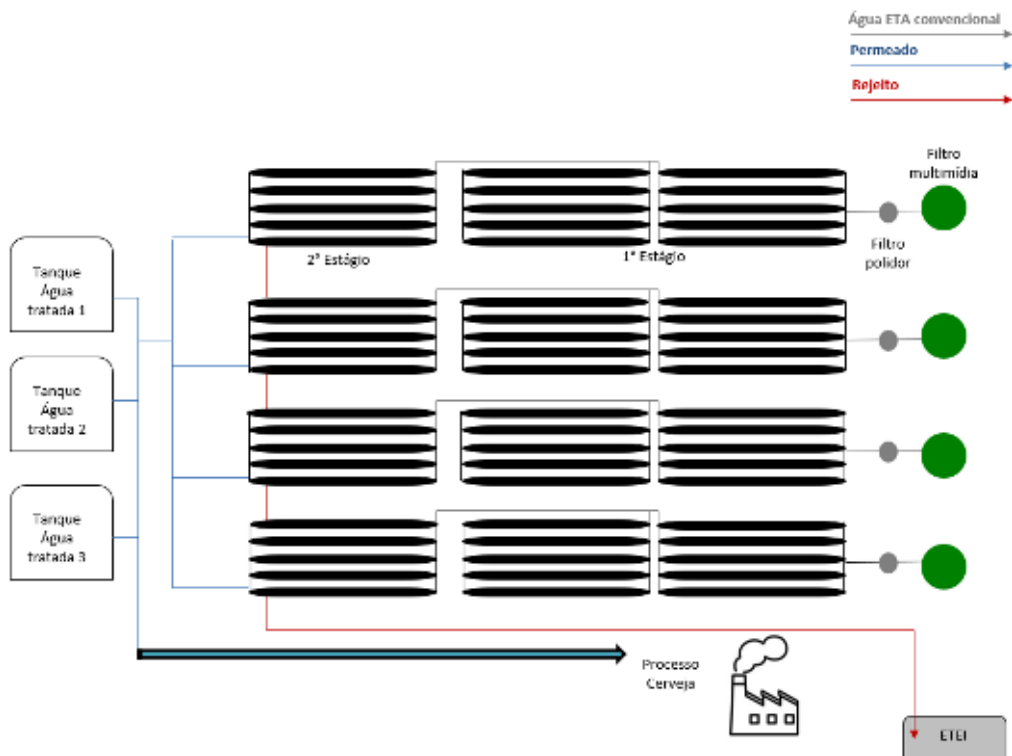 Água ETA convencional
Permeado
Rejeito
Filtro
multimídia
Filtro
polidor
2° Estágio
1° Estágio
Tanque
Água
tratada 1
Tanque
Água
tratada 2
Tanque
Água
tratada 3
Processo
Cerveja
ETEI